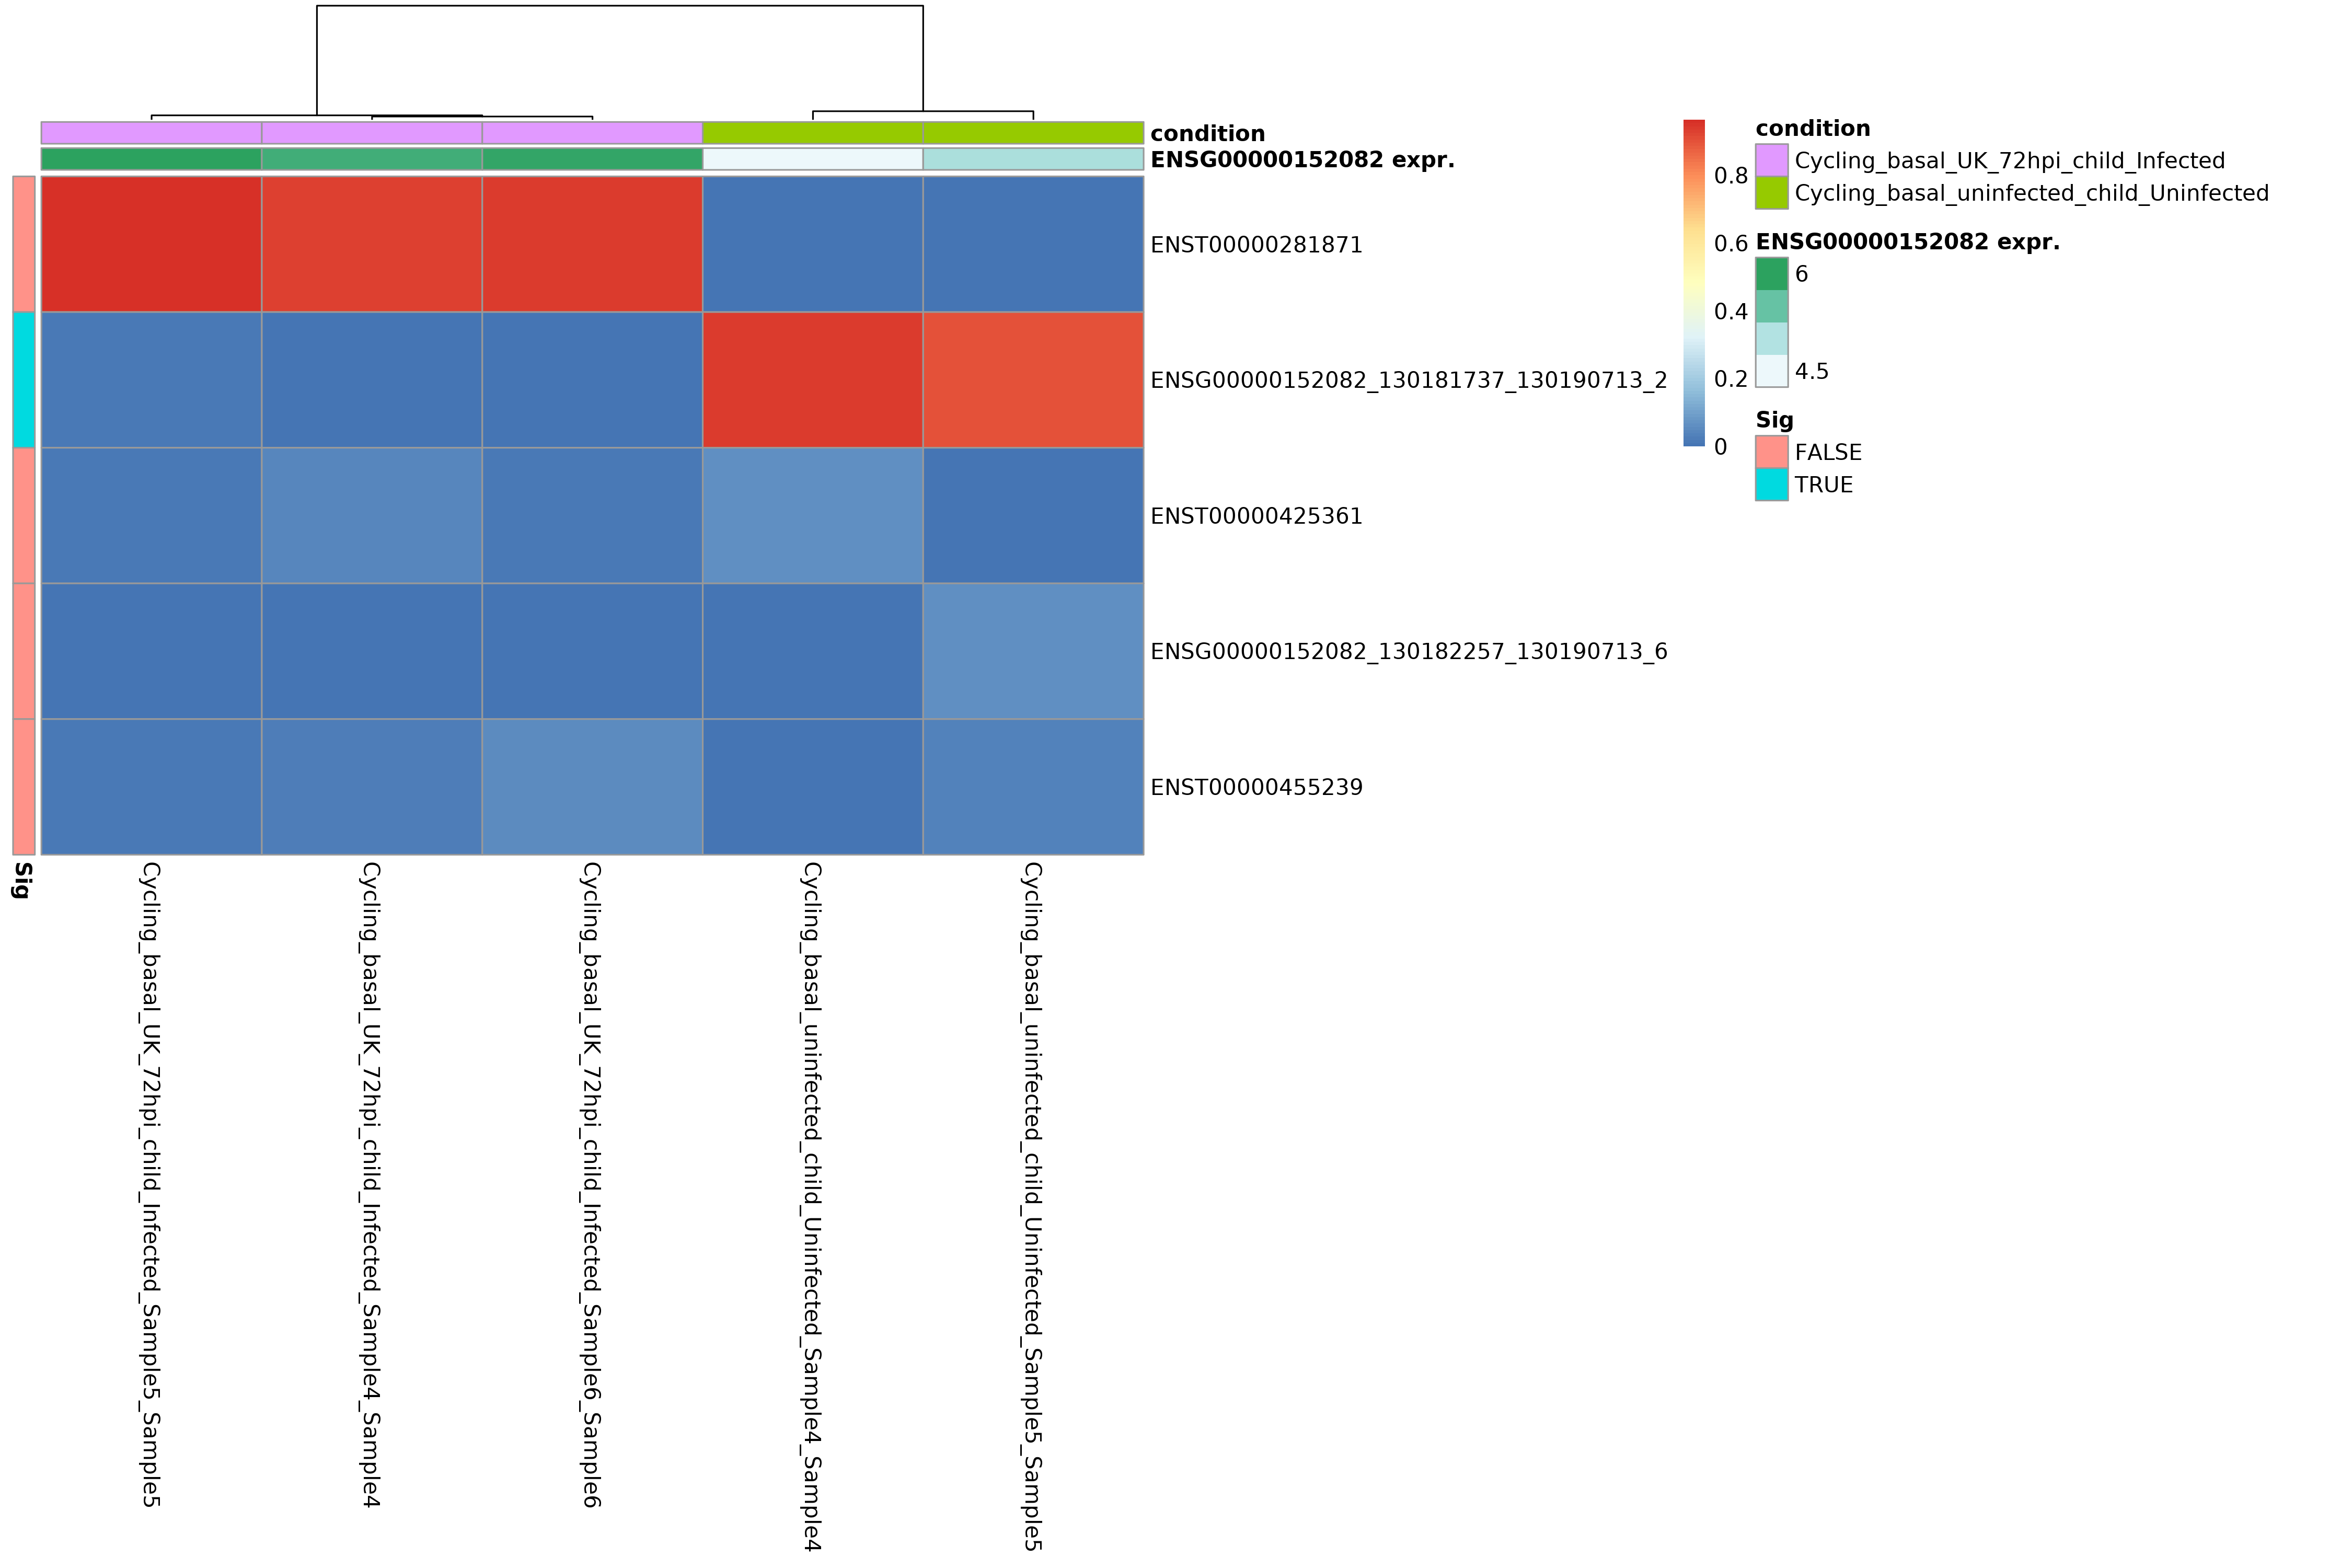 condition
ENSG00000152082 expr.
ENST00000281871
ENSG00000152082_130181737_130190713_2
ENST00000425361
ENSG00000152082_130182257_130190713_6
ENST00000455239
Sig
Cycling_basal_UK_72hpi_child_Infected_Sample5_Sample5
Cycling_basal_UK_72hpi_child_Infected_Sample4_Sample4
Cycling_basal_UK_72hpi_child_Infected_Sample6_Sample6
Cycling_basal_uninfected_child_Uninfected_Sample4_Sample4
Cycling_basal_uninfected_child_Uninfected_Sample5_Sample5
0.8
0.6
0.4
0.2
0
condition
Cycling_basal_UK_72hpi_child_Infected
Cycling_basal_uninfected_child_Uninfected
ENSG00000152082 expr.
6
4.5
Sig
FALSE
TRUE